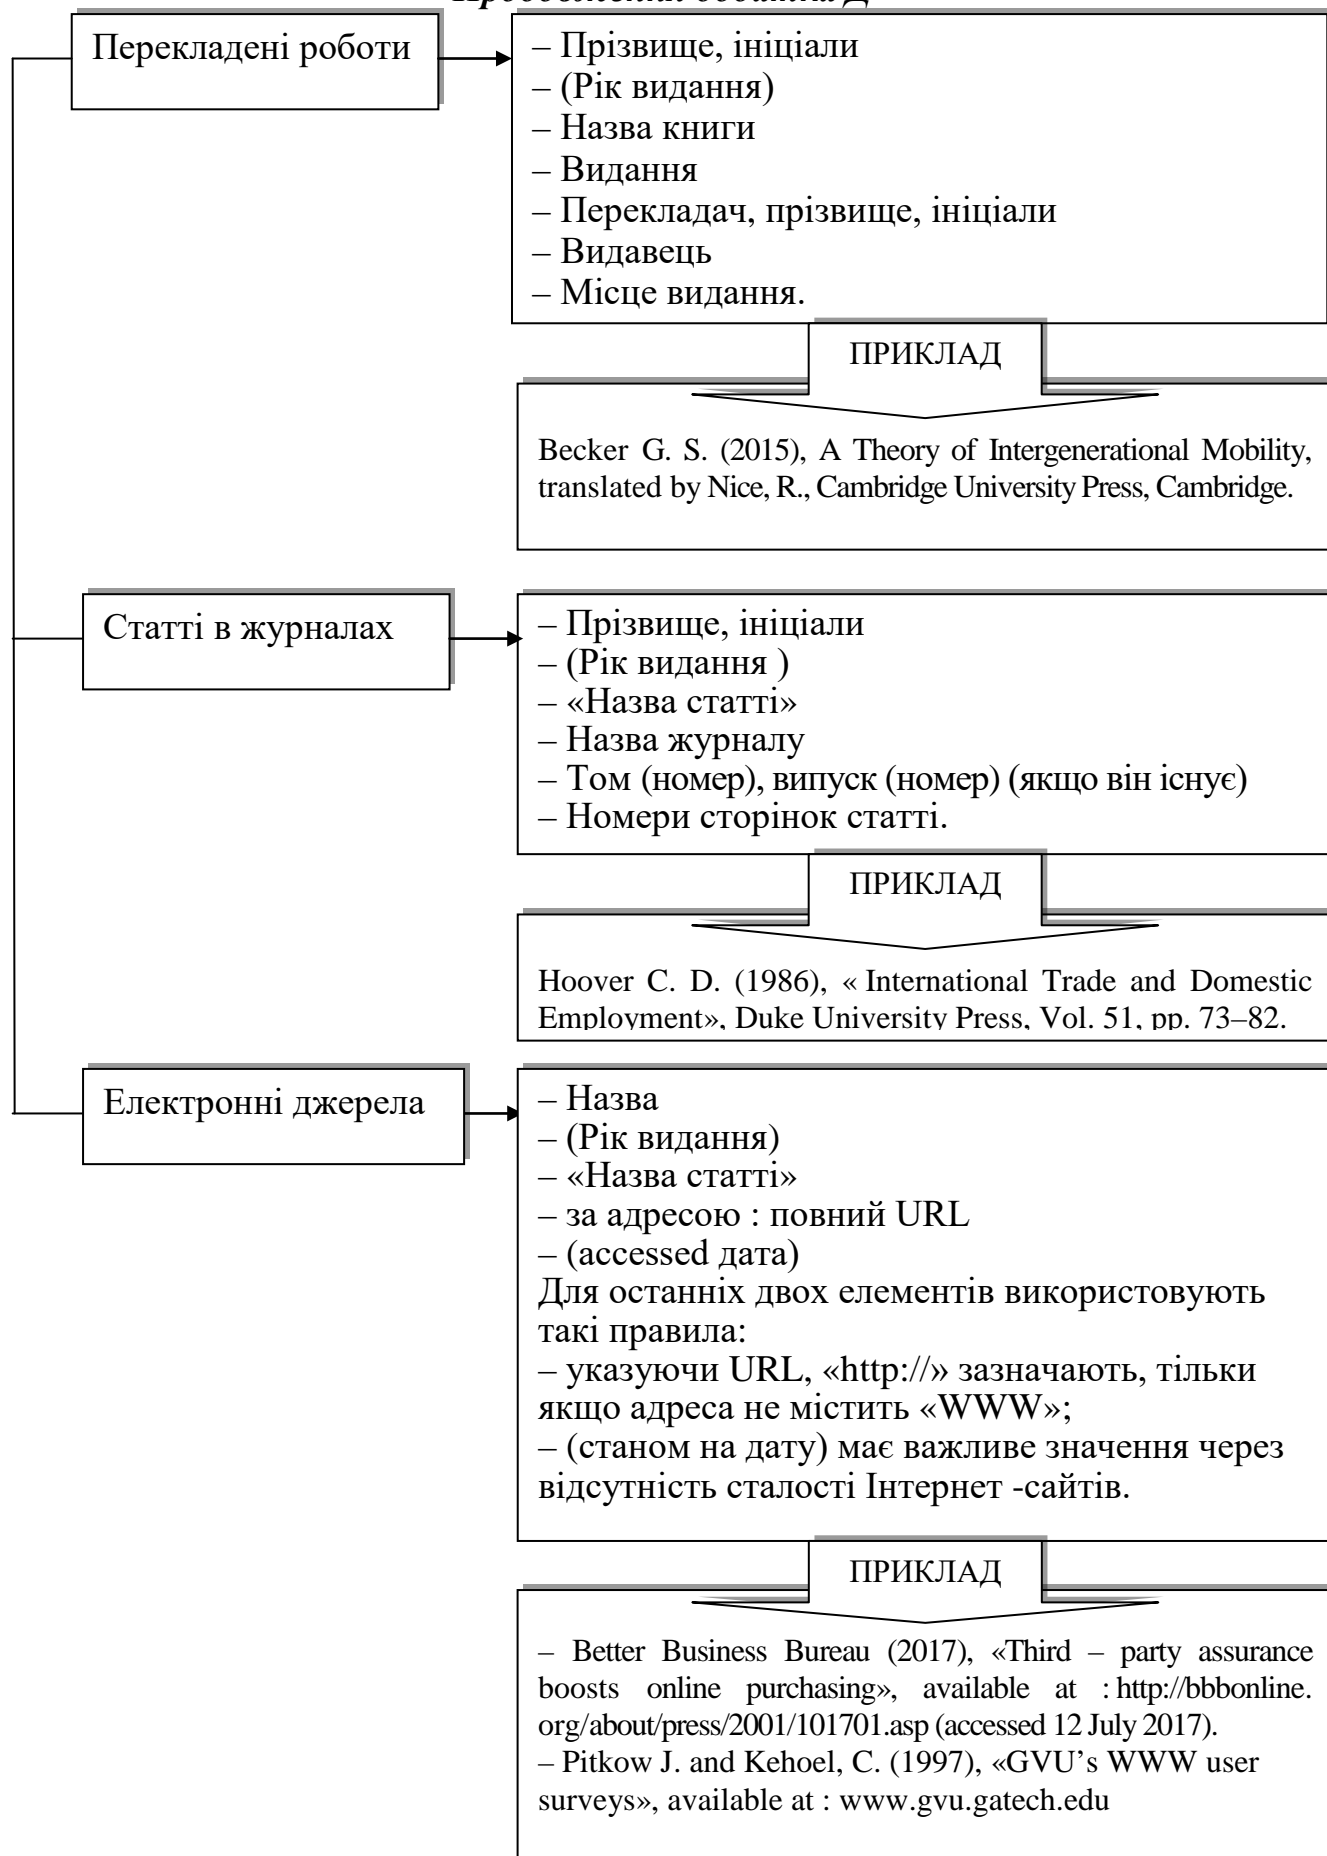 Перекладені роботи
– Прізвище, ініціали
– (Рік видання)
– Назва книги
– Видання
– Перекладач, прізвище, ініціали
– Видавець
– Місце видання.
ПРИКЛАД
Becker G. S. (2015), A Theory of Intergenerational Mobility,
translated by Nice, R., Cambridge University Press, Cambridge.
Статті в журналах
– Прізвище, ініціали
– (Рік видання )
– «Назва статті»
– Назва журналу
– Том (номер), випуск (номер) (якщо він існує)
– Номери сторінок статті.
ПРИКЛАД
Hoover C. D. (1986), « International Trade and Domestic
Employment», Duke University Press, Vol. 51, pp. 73–82.
Електронні джерела
– Назва
– (Рік видання)
– «Назва статті»
– за адресою : повний URL
– (accessed дата)
Для останніх двох елементів використовують
такі правила:
– указуючи URL, «http://» зазначають, тільки
якщо адреса не містить «WWW»;
– (станом на дату) має важливе значення через
відсутність сталості Інтернет -сайтів.
ПРИКЛАД
– Better Business Bureau (2017), «Third – party assurance
boosts online purchasing», available at : http://bbbonline.
org/about/press/2001/101701.asp (accessed 12 July 2017).
– Pitkow J. and Kehoel, C. (1997), «GVU’s WWW user
surveys», available at : www.gvu.gatech.edu